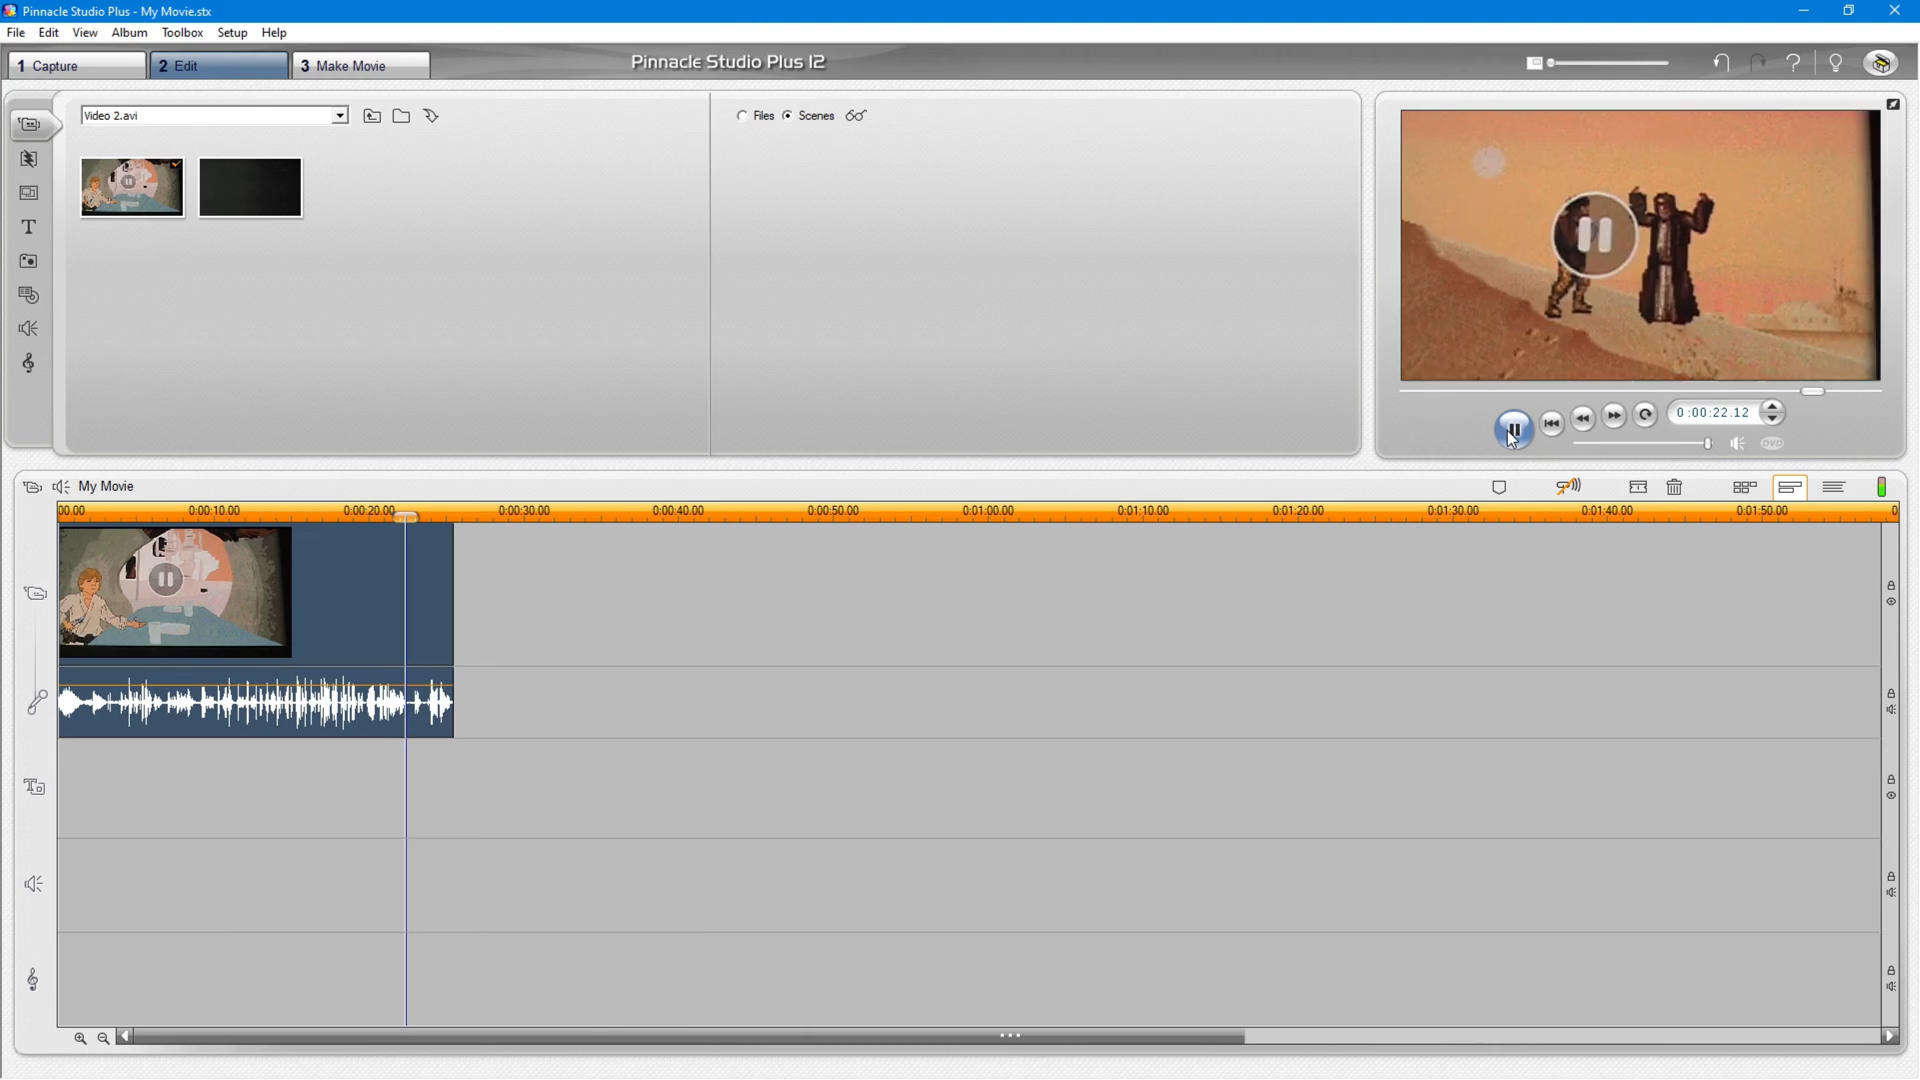 Pinnacle Studio Plus - My Movie.stx
File Edit View Album Toolbox Setup Help
1 Capture 2 Edit 3 Make Movie Pinnacle Studio Plus 12
Video 2.avi Files Scenes
0:00:22.12
DVD
My Movie
00.00 0:00:10.00 0:00:20.00 0:00:30.00 0:00:40.00 0:00:50.00 0:01:00.00 0:01:10.00 0:01:20.00 0:01:30.00 0:01:40.00 0:01:50.00 0